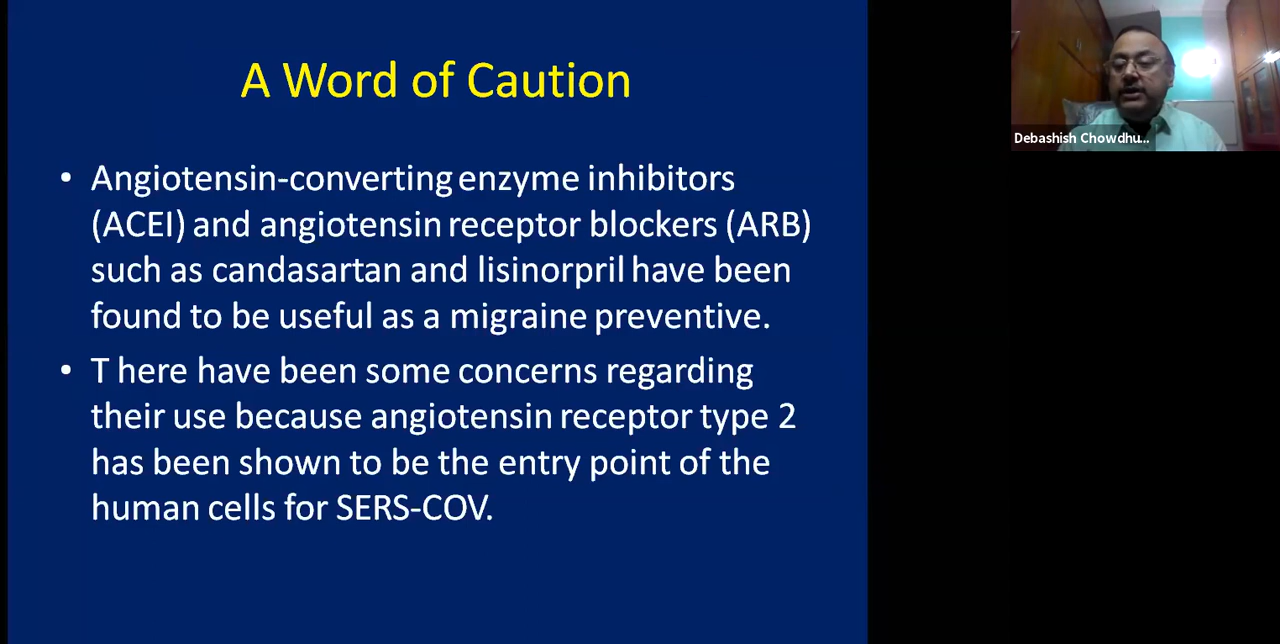 A Word of Caution
• Angiotensin-converting enzyme inhibitors
(ACEI) and angiotensin receptor blockers (ARB)
such as candasartan and lisinorpril have been
found to be useful as a migraine preventive.
• T here have been some concerns regarding
their use because angiotensin receptor type 2
has been shown to be the entry point of the
human cells for SERS-COV.
Debashish Chowdhu...